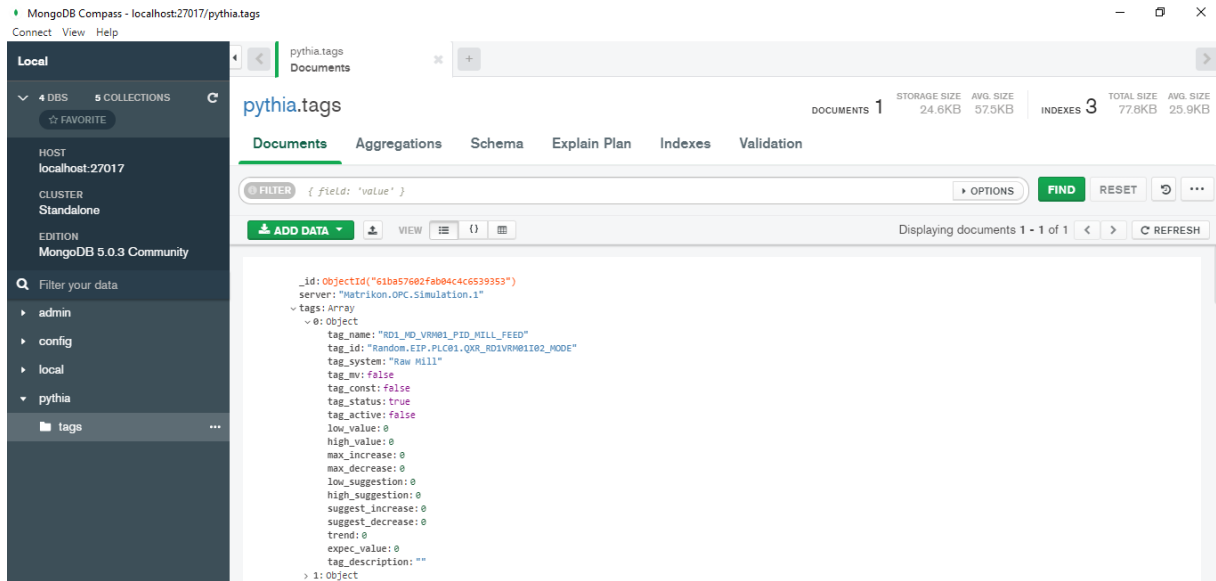 MongoDB Compass - localhost:27017/pythia.tags
Connect View Help
Local
4 DBS 5 COLLECTIONS
☆ FAVORITE
HOST
localhost:27017
CLUSTER
Standalone
EDITION
MongoDB 5.0.3 Community
Filter your data
admin
config
local
pythia
tags
pythia.tags
Documents
pythia.tags
DOCUMENTS 1
STORAGE SIZE AVG. SIZE
24.6KB 57.5KB
INDEXES 3
TOTAL SIZE AVG. SIZE
77.8KB 25.9KB
Documents Aggregations Schema Explain Plan Indexes Validation
FILTER { field: 'value' } OPTIONS FIND RESET
ADD DATA VIEW {} Displaying documents 1 - 1 of 1 REFRESH
_id: ObjectId("61ba57602fab04c4c6539353")
server: "Matrikon.OPC.Simulation.1"
tags: Array
0: Object
tag_name: "RD1_MD_VRM01_PID_MILL_FEED"
tag_id: "Random.EIP.PLC01.QXR_RD1VRM01I02_MODE"
tag_system: "Raw Mill"
tag_mv: false
tag_const: false
tag_status: true
tag_active: false
low_value: 0
high_value: 0
max_increase: 0
max_decrease: 0
low_suggestion: 0
high_suggestion: 0
suggest_increase: 0
suggest_decrease: 0
trend: 0
expec_value: 0
tag_description: ""
1: Object